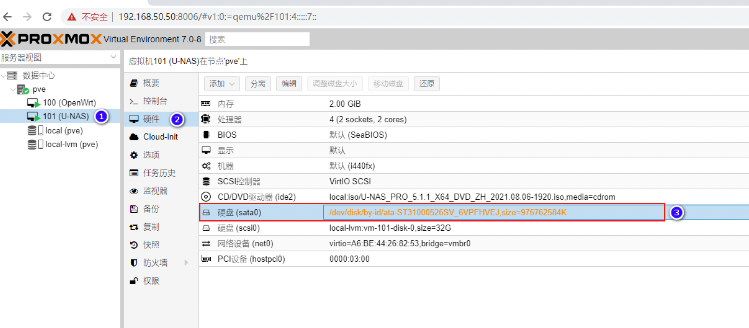 不安全 | 192.168.50.50:8006/#v1:0:=qemu%2F101:4:::::7::
PROXMOX Virtual Environment 7.0-8 搜索
服务器视图
数据中心
pve
100 (OpenWrt)
101 (U-NAS)
local (pve)
local-lvm (pve)
1
虚拟机101 (U-NAS)在节点'pve'上
概要
控制台
硬件
2
Cloud-Init
选项
任务历史
监视器
备份
复制
快照
防火墙
权限
添加 分离 编辑 调整磁盘大小 移动磁盘 还原
内存 2.00 GiB
处理器 4 (2 sockets, 2 cores)
BIOS 默认 (SeaBIOS)
显示 默认
机器 默认 (i440fx)
SCSI控制器 VirtIO SCSI
CD/DVD驱动器 (ide2) local:iso/U-NAS_PRO_5.1.1_X64_DVD_ZH_2021.08.06-1920.iso,media=cdrom
硬盘 (sata0) /dev/disk/by-id/ata-ST31000526SV_6VPFHVEJ,size=976762584K
3
硬盘 (scsi0) local-lvm:vm-101-disk-0,size=32G
网络设备 (net0) virtio=A6:BE:44:26:82:53,bridge=vmbr0
PCI设备 (hostpci0) 0000:03:00